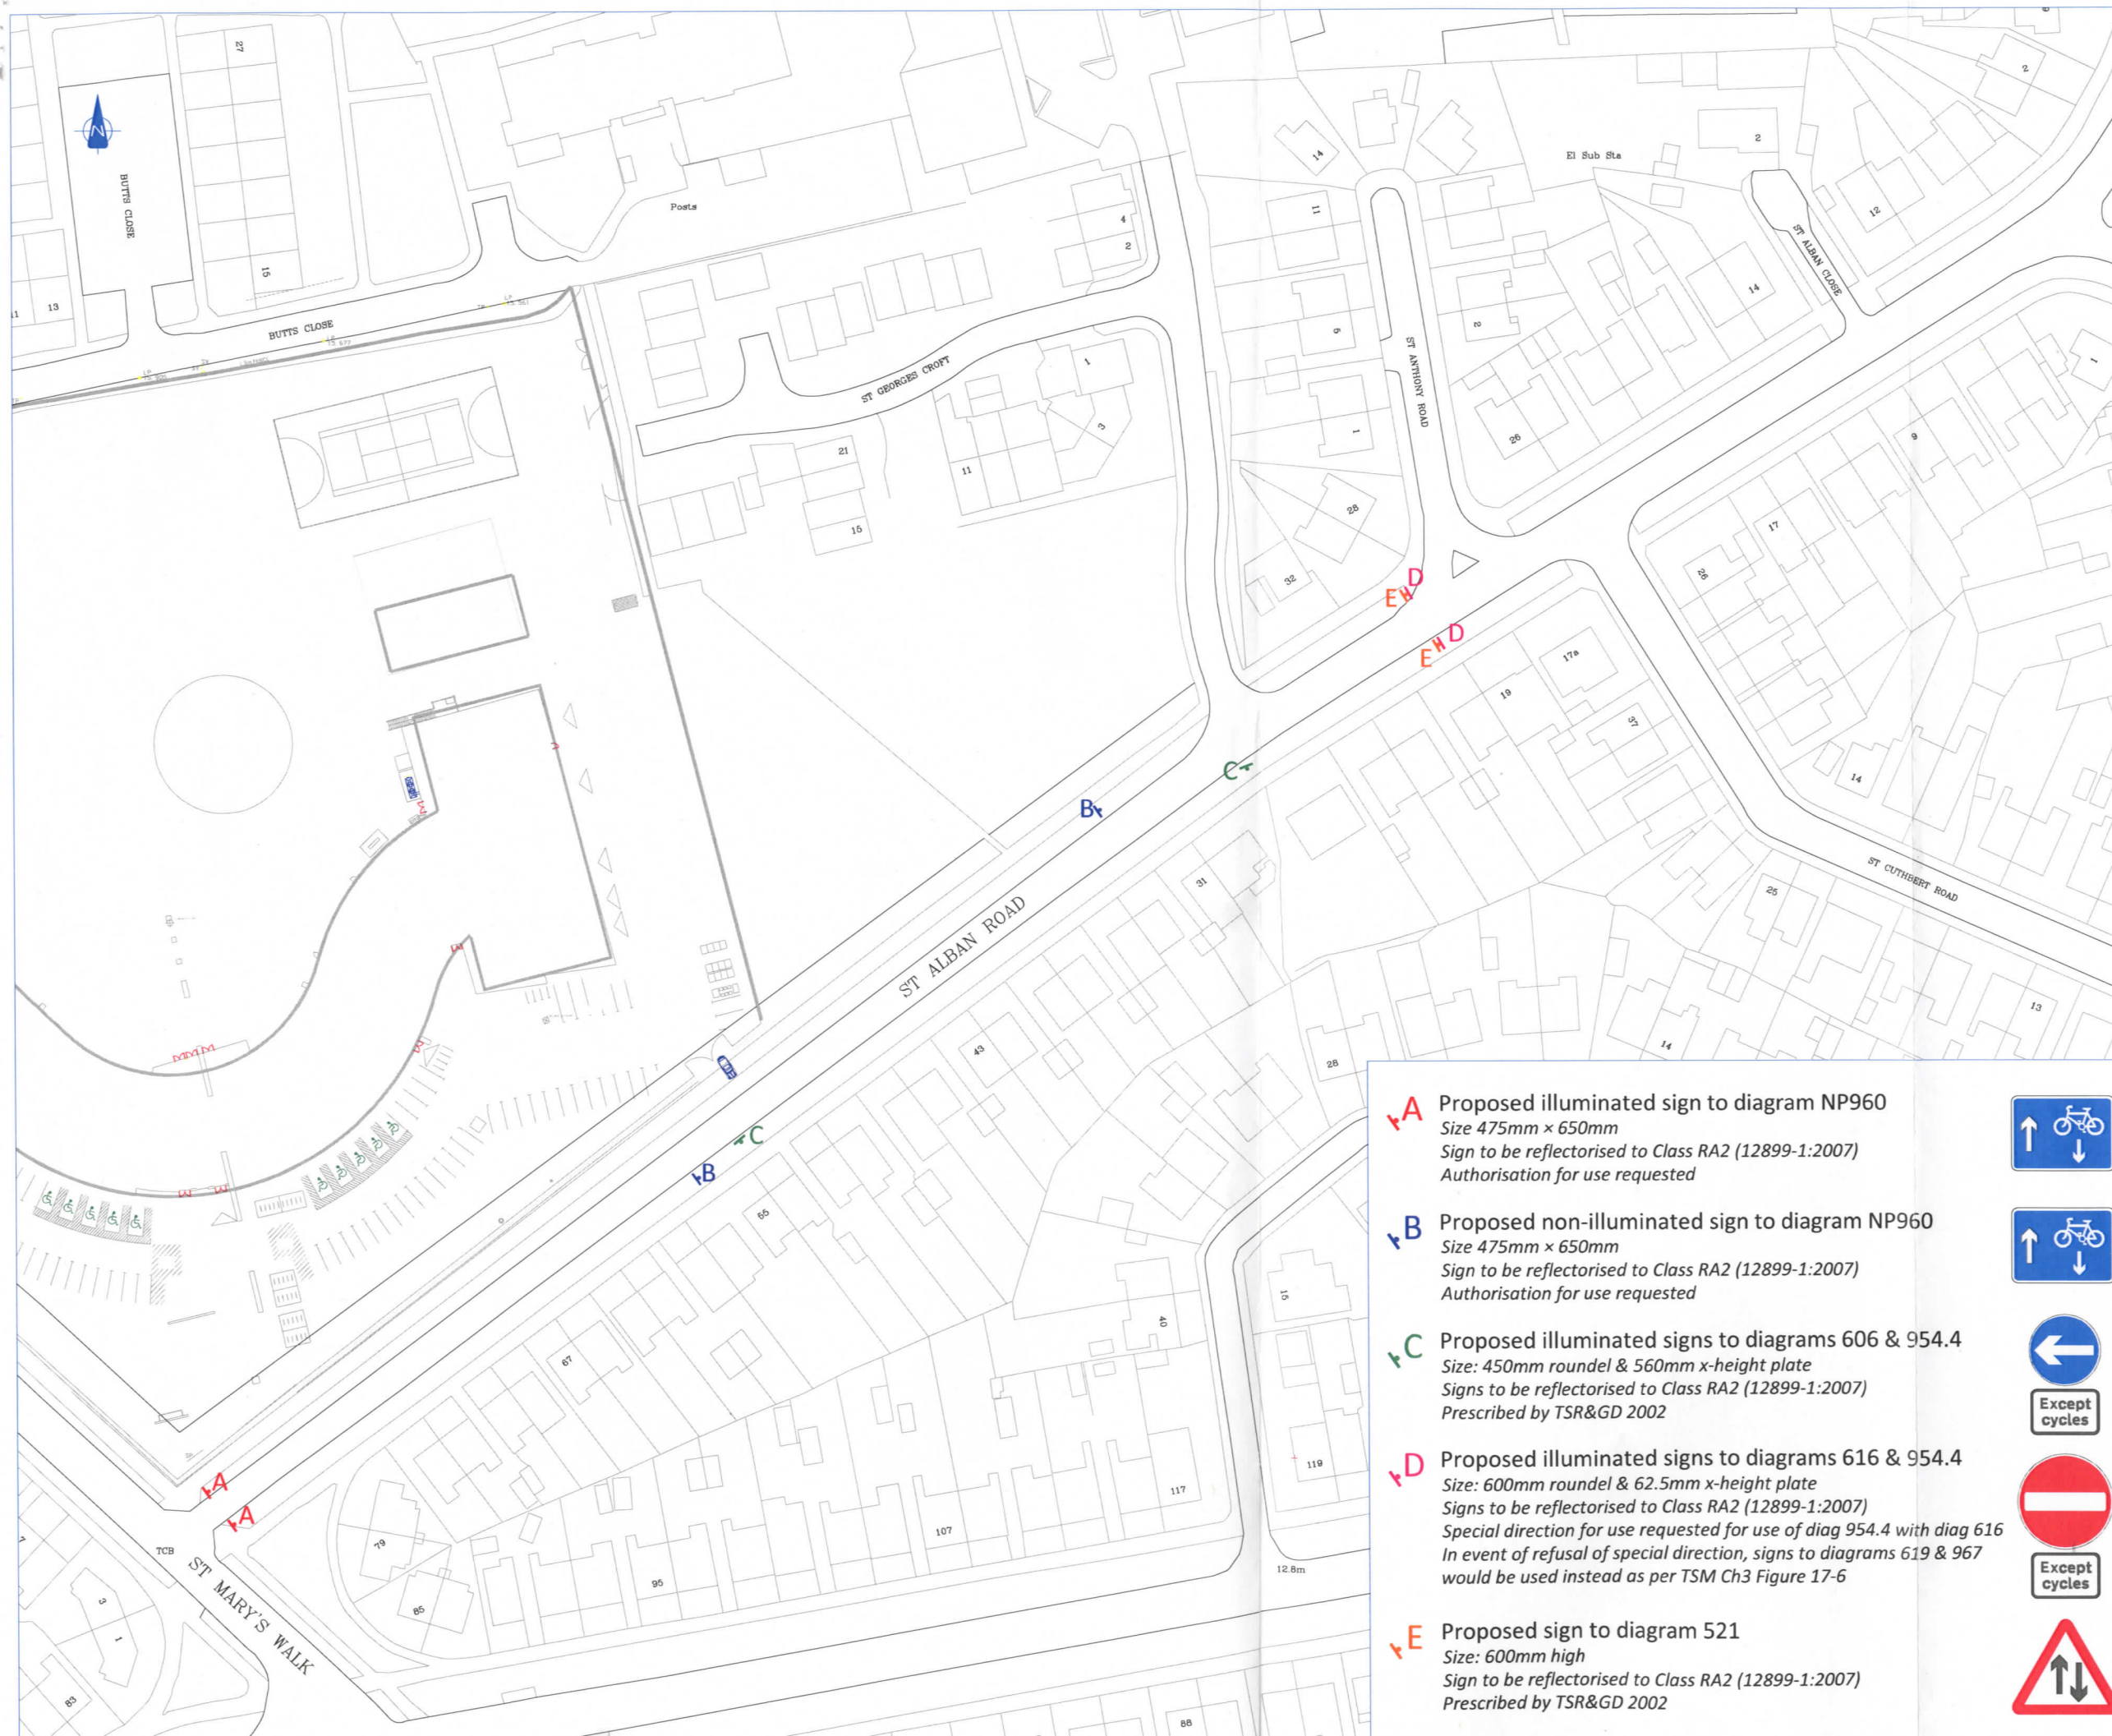 27
N
BUTTS CLOSE
15
13
11
BUTTS CLOSE
Posts
4
2
14
11
El Sub Sta
2
2
12
ST ALBAN CLOSE
14
6
2
1
ST ANTHONY ROAD
ST GEORGES CROFT
1
3
21
11
15
26
28
32
9
17
1
26
D
E
D
E
17a
19
37
14
C
B
31
ST CUTHBERT ROAD
25
ST ALBAN ROAD
13
43
14
28
C
B
55
67
40
15
79
85
95
107
117
119
12.8m
A
A
TCB
ST MARY'S WALK
7
3
1
83
88
A Proposed illuminated sign to diagram NP960
Size 475mm × 650mm
Sign to be reflectorised to Class RA2 (12899-1:2007)
Authorisation for use requested
B Proposed non-illuminated sign to diagram NP960
Size 475mm × 650mm
Sign to be reflectorised to Class RA2 (12899-1:2007)
Authorisation for use requested
C Proposed illuminated signs to diagrams 606 & 954.4
Size: 450mm roundel & 560mm x-height plate
Signs to be reflectorised to Class RA2 (12899-1:2007)
Prescribed by TSR&GD 2002
Except
cycles
D Proposed illuminated signs to diagrams 616 & 954.4
Size: 600mm roundel & 62.5mm x-height plate
Signs to be reflectorised to Class RA2 (12899-1:2007)
Special direction for use requested for use of diag 954.4 with diag 616
In event of refusal of special direction, signs to diagrams 619 & 967
would be used instead as per TSM Ch3 Figure 17-6
Except
cycles
E Proposed sign to diagram 521
Size: 600mm high
Sign to be reflectorised to Class RA2 (12899-1:2007)
Prescribed by TSR&GD 2002